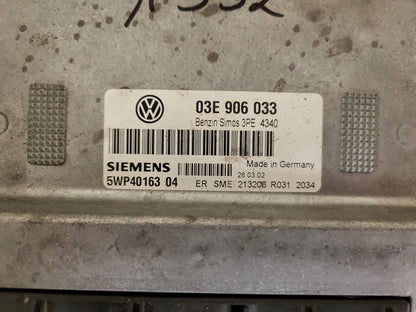 03E 906 033
Benzin Simos 3PE 4340
Made in Germany
SIEMENS
26.03.02
5WP40163 04
ER SME 213206 R031 2034